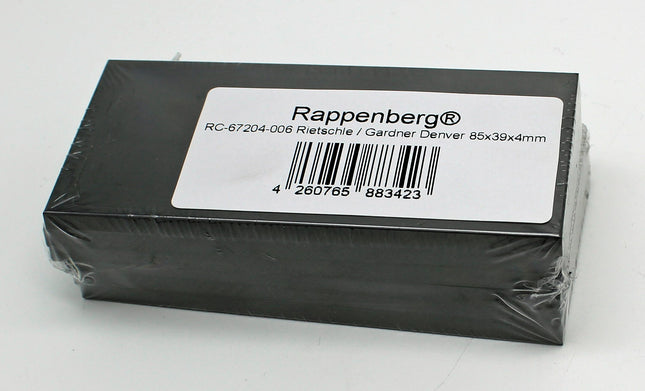 Rappenberg®
RC-67204-006 Rietschle / Gardner Denver 85x39x4mm
4 260765 883423